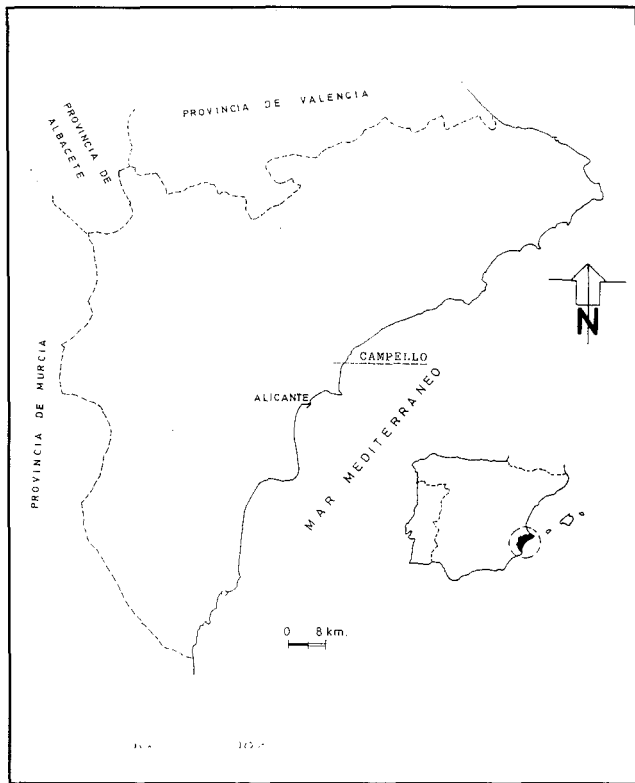 PROVINCIA DE VALENCIA
PROVINCIA DE
ALBACETE
PROVINCIA DE MURCIA
N
CAMPELLO
ALICANTE
MAR MEDITERRANEO
0 8 km.